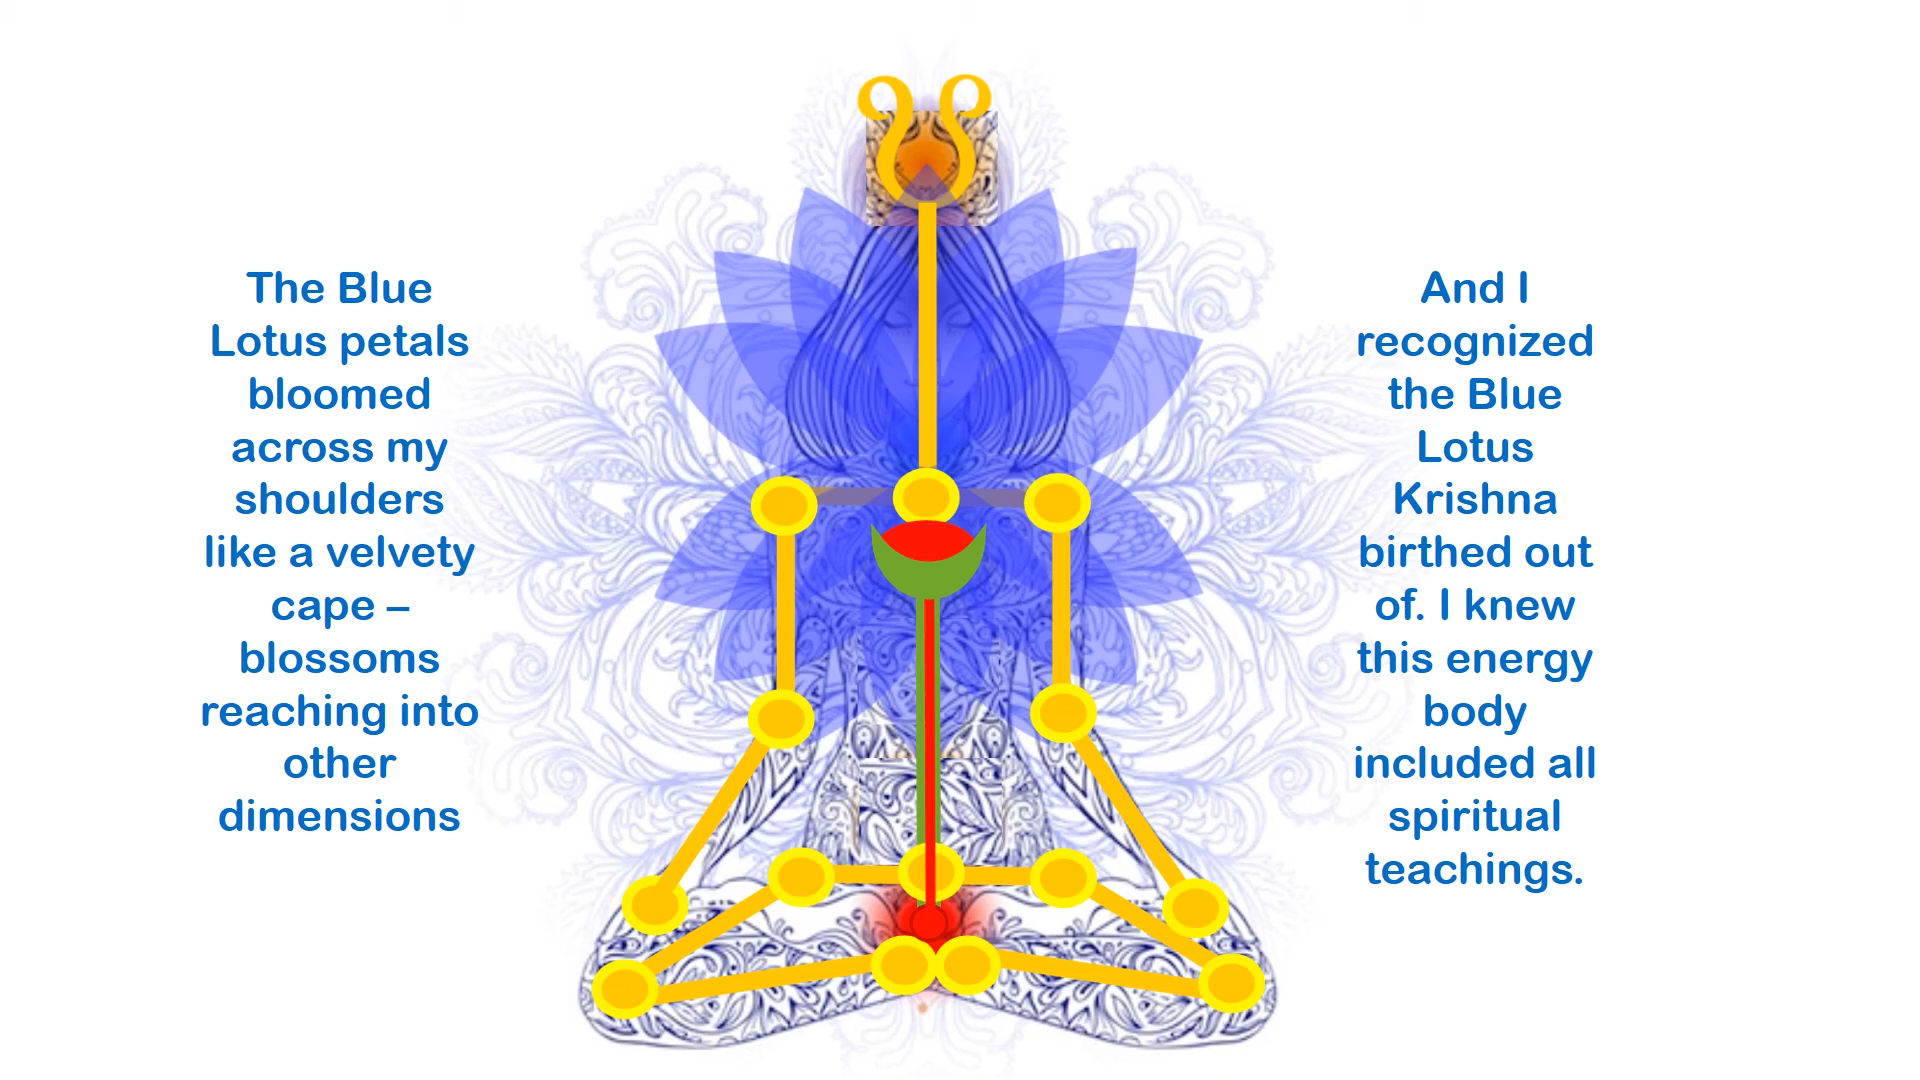 The Blue
Lotus petals
bloomed
across my
shoulders
like a velvety
cape –
blossoms
reaching into
other
dimensions
And I
recognized
the Blue
Lotus
Krishna
birthed out
of. I knew
this energy
body
included all
spiritual
teachings.